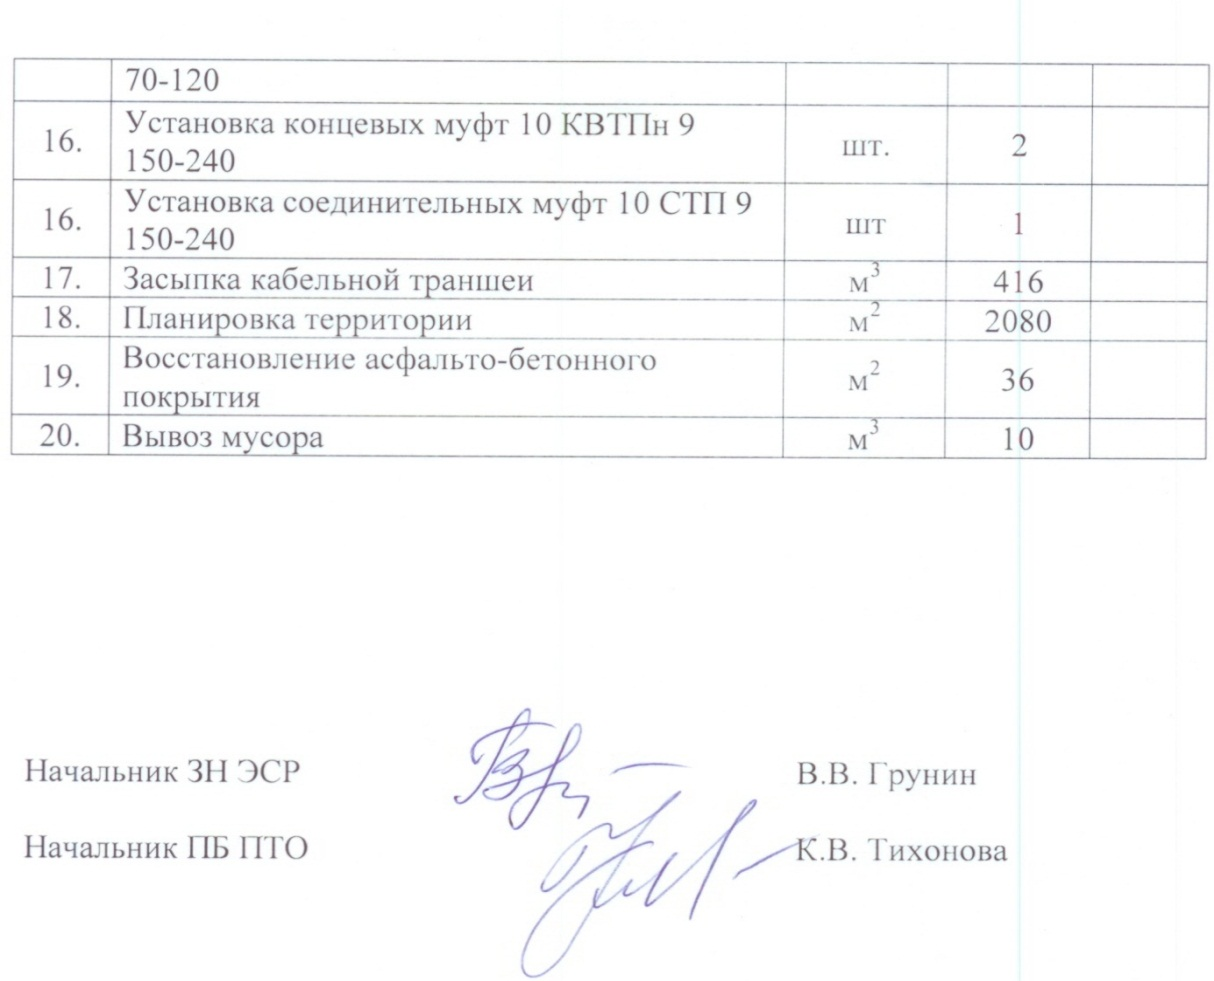 70-120
16. Установка концевых муфт 10 КВТПн 9 шт. 2
150-240
16. Установка соединительных муфт 10 СТП 9 шт 1
150-240
17. Засыпка кабельной траншеи м³ 416
18. Планировка территории м² 2080
19. Восстановление асфальто-бетонного м² 36
покрытия
20. Вывоз мусора м³ 10
Начальник ЗН ЭСР В.В. Грунин
Начальник ПБ ПТО К.В. Тихонова